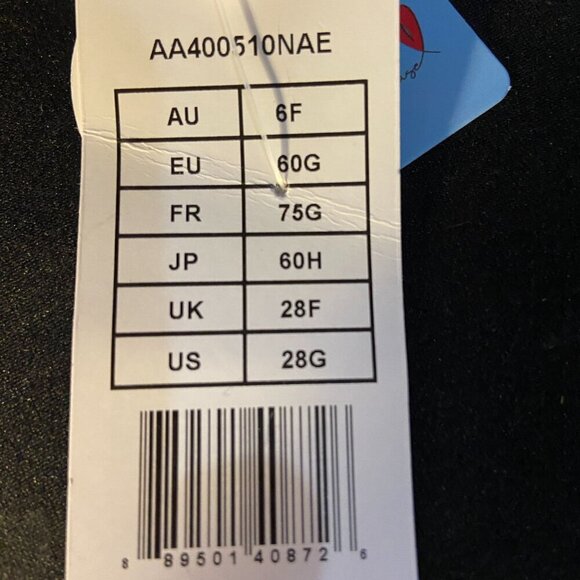 AA400510NAE
AU 6F
EU 60G
FR 75G
JP 60H
UK 28F
US 28G
8 89501 40872 6